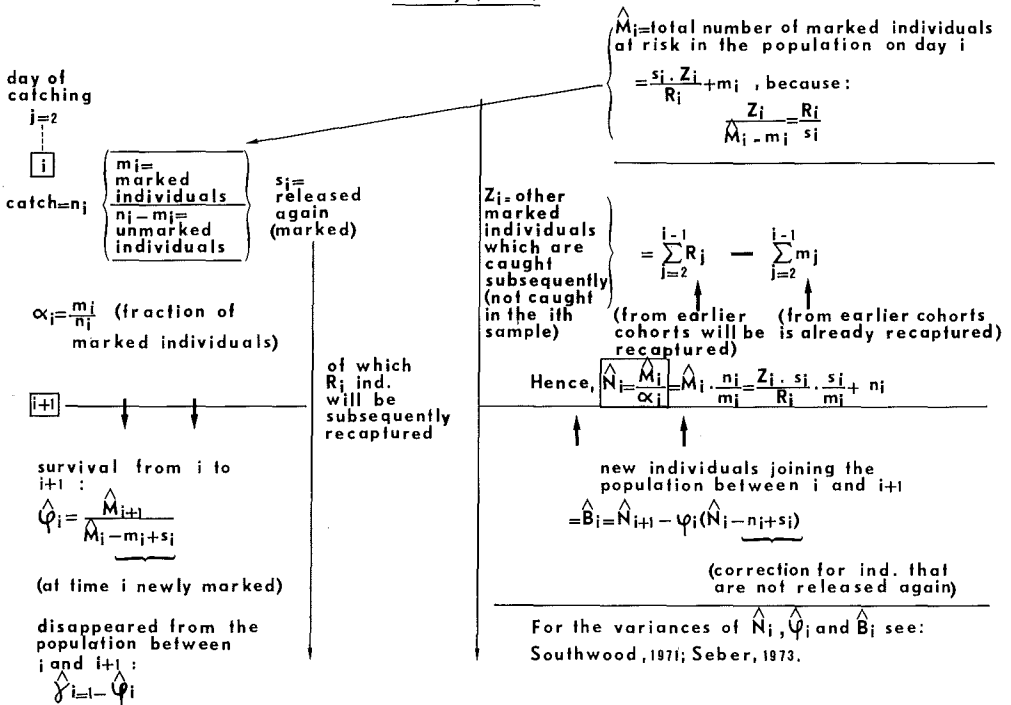 M̂i=total number of marked individuals
at risk in the population on day i
= si . Zi / Ri + mi , because:
Zi / (M̂i - mi) = Ri / si
day of
catching
j=2
i
catch=ni
mi=
marked
individuals
ni – mi=
unmarked
individuals
si=
released
again
(marked)
αi= mi / ni (fraction of
marked individuals)
of which
Ri ind.
will be
subsequently
recaptured
i+1
survival from i to
i+1 :
φ̂i= M̂i+1 / (M̂i –mi+si)
(at time i newly marked)
disappeared from the
population between
i and i+1 :
γ̂i=1– φ̂i
Zi= other
marked
individuals
which are
caught
subsequently
(not caught
in the ith
sample)
= i-1 Σ j=2 Rj — i-1 Σ j=2 mj
(from earlier
cohorts will be
recaptured)
(from earlier cohorts
is already recaptured)
Hence, N̂i= M̂i / αi = M̂i . ni / mi = Zi . si / Ri . si / mi + ni
new individuals joining the
population between i and i+1
=B̂i=N̂i+1 – φi(N̂i –ni+si)
(correction for ind. that
are not released again)
For the variances of N̂i , φ̂i and B̂i see:
Southwood, 1971; Seber, 1973.